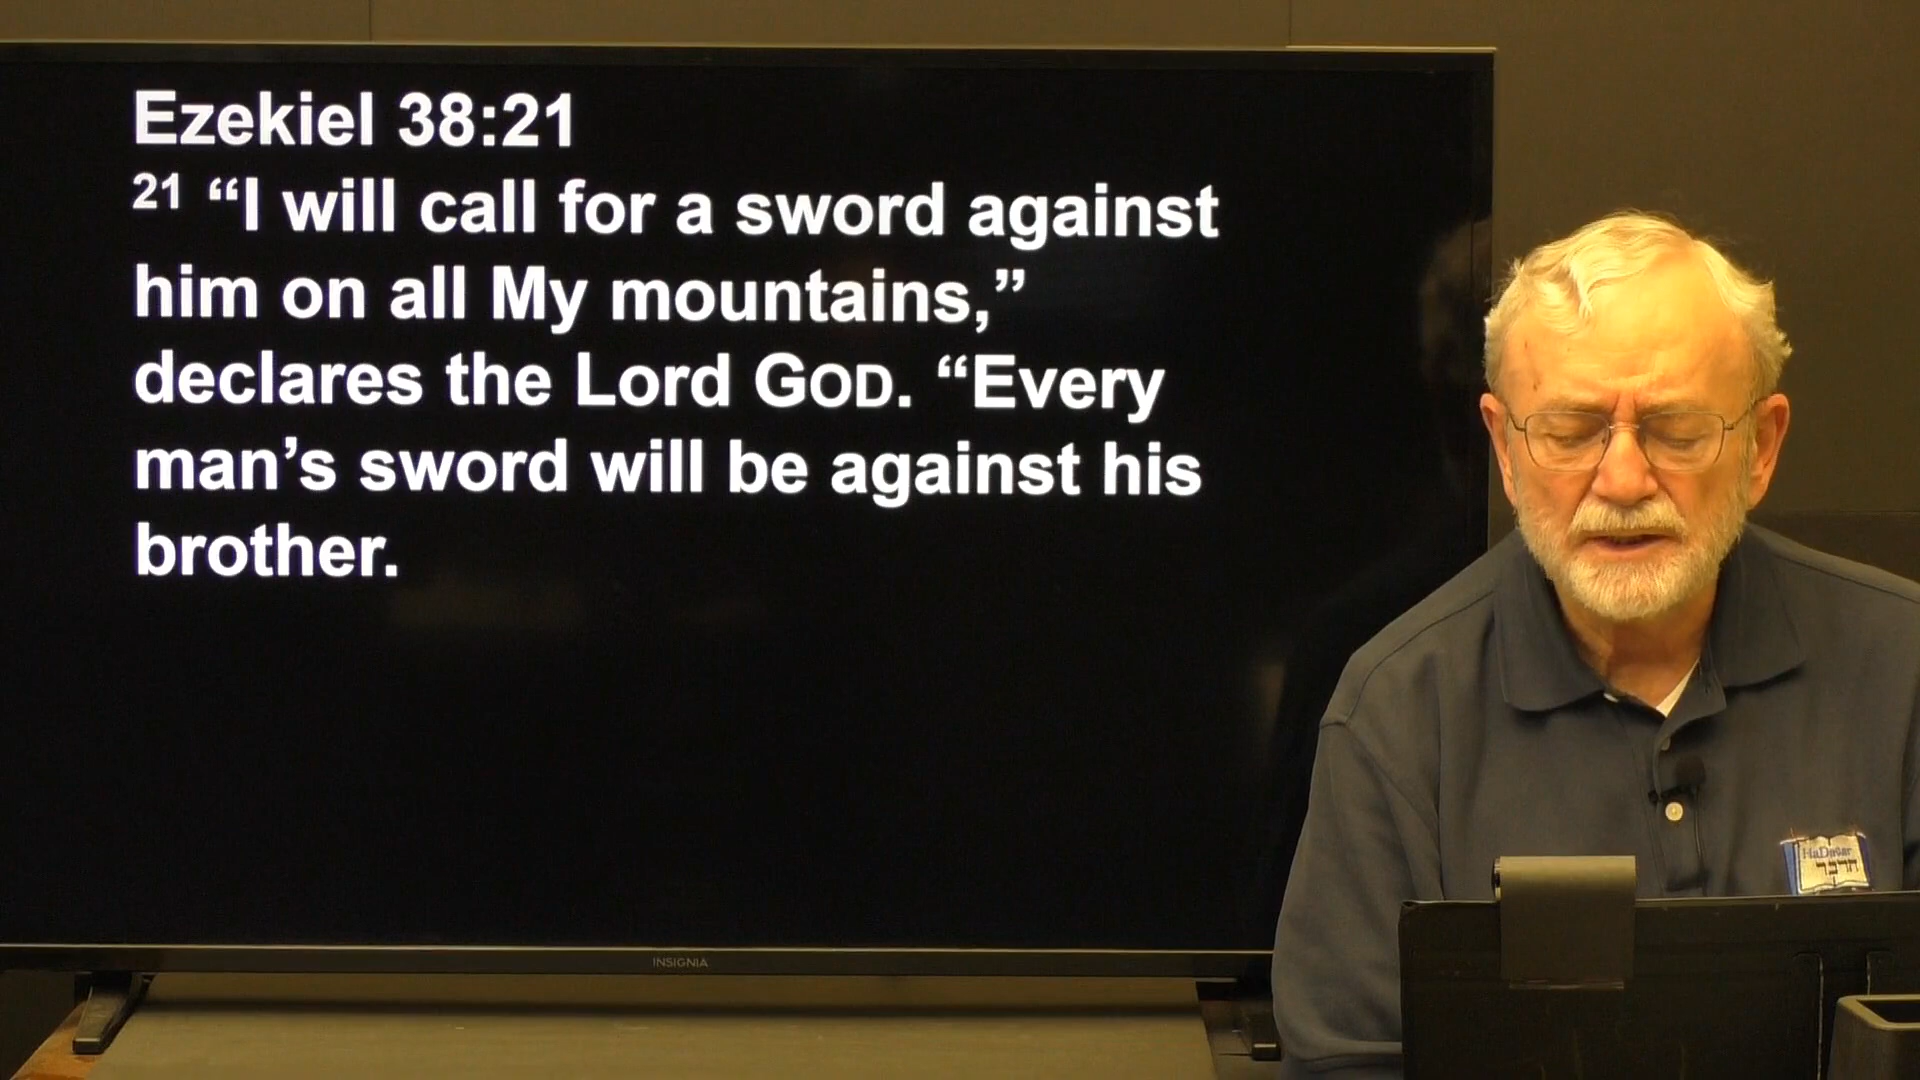 Ezekiel 38:21
21 “I will call for a sword against
him on all My mountains,”
declares the Lord GOD. “Every
man’s sword will be against his
brother.
INSIGNIA
HaDavar
הדבר